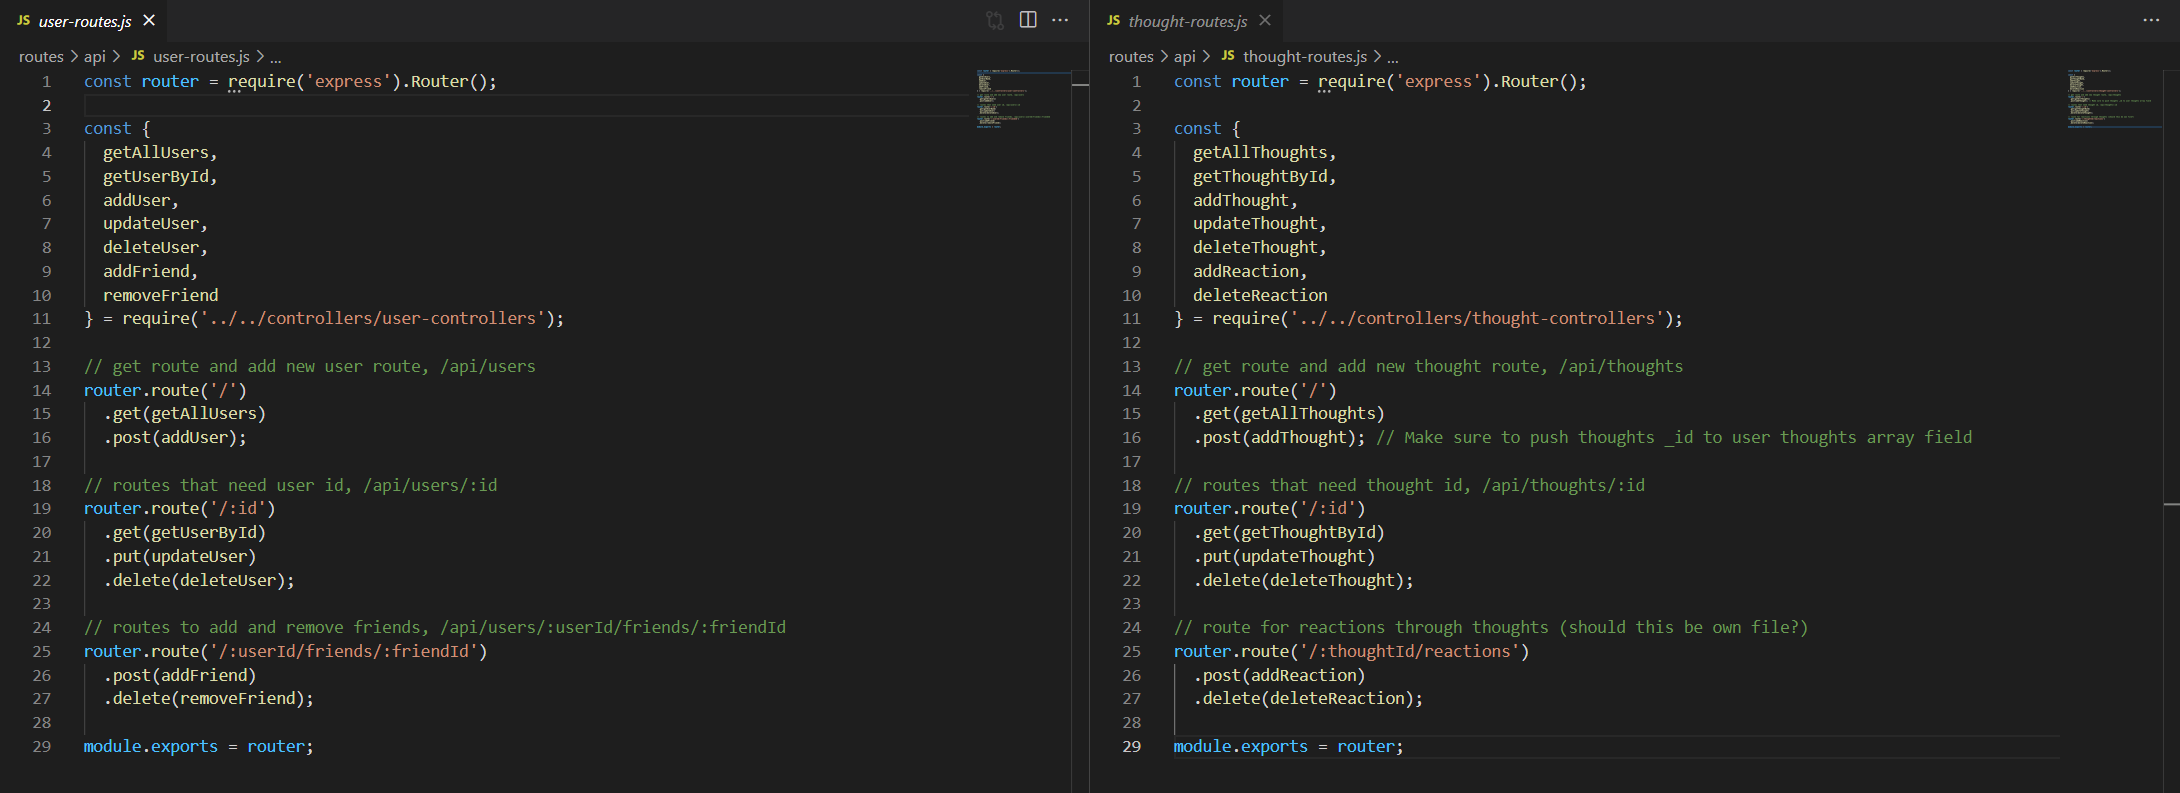 JS user-routes.js
routes > api > JS user-routes.js > ...
1 const router = require('express').Router();
2
3 const {
4 getAllUsers,
5 getUserById,
6 addUser,
7 updateUser,
8 deleteUser,
9 addFriend,
10 removeFriend
11 } = require('../../controllers/user-controllers');
12
13 // get route and add new user route, /api/users
14 router.route('/')
15 .get(getAllUsers)
16 .post(addUser);
17
18 // routes that need user id, /api/users/:id
19 router.route('/:id')
20 .get(getUserById)
21 .put(updateUser)
22 .delete(deleteUser);
23
24 // routes to add and remove friends, /api/users/:userId/friends/:friendId
25 router.route('/:userId/friends/:friendId')
26 .post(addFriend)
27 .delete(removeFriend);
28
29 module.exports = router;
JS thought-routes.js
routes > api > JS thought-routes.js > ...
1 const router = require('express').Router();
2
3 const {
4 getAllThoughts,
5 getThoughtById,
6 addThought,
7 updateThought,
8 deleteThought,
9 addReaction,
10 deleteReaction
11 } = require('../../controllers/thought-controllers');
12
13 // get route and add new thought route, /api/thoughts
14 router.route('/')
15 .get(getAllThoughts)
16 .post(addThought); // Make sure to push thoughts _id to user thoughts array field
17
18 // routes that need thought id, /api/thoughts/:id
19 router.route('/:id')
20 .get(getThoughtById)
21 .put(updateThought)
22 .delete(deleteThought);
23
24 // route for reactions through thoughts (should this be own file?)
25 router.route('/:thoughtId/reactions')
26 .post(addReaction)
27 .delete(deleteReaction);
28
29 module.exports = router;